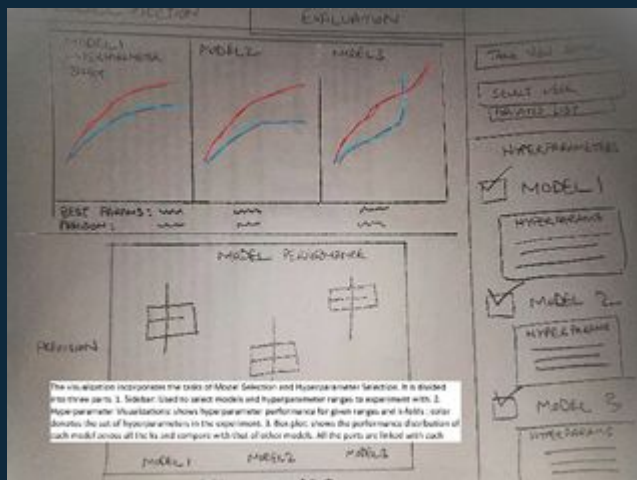 EVALUATION
MODEL 1
HYPERPARAMETER
MODEL 2
MODEL 3
SELECT
LIST
HYPERPARAMETERS
MODEL 1
HYPERPARAMS
MODEL 2
HYPERPARAMS
MODEL 3
BEST PARAMS:
MODEL PERFORMANCE
The visualization incorporates the tasks of Model Selection and Hyperparameter Selection. It is divided
into three parts. 1. Sidebar: Used to select models and hyperparameter ranges to experiment with. 2.
Hyperparameter Visualizations: shows hyperparameter performance for given ranges and k-folds; color
denotes the set of hyperparameters in the experiment. 3. Box plot: shows the performance distribution of
each model across all the ks and compare with that of other models. All the parts are linked with each
MODEL 1
MODEL 2
MODEL 3